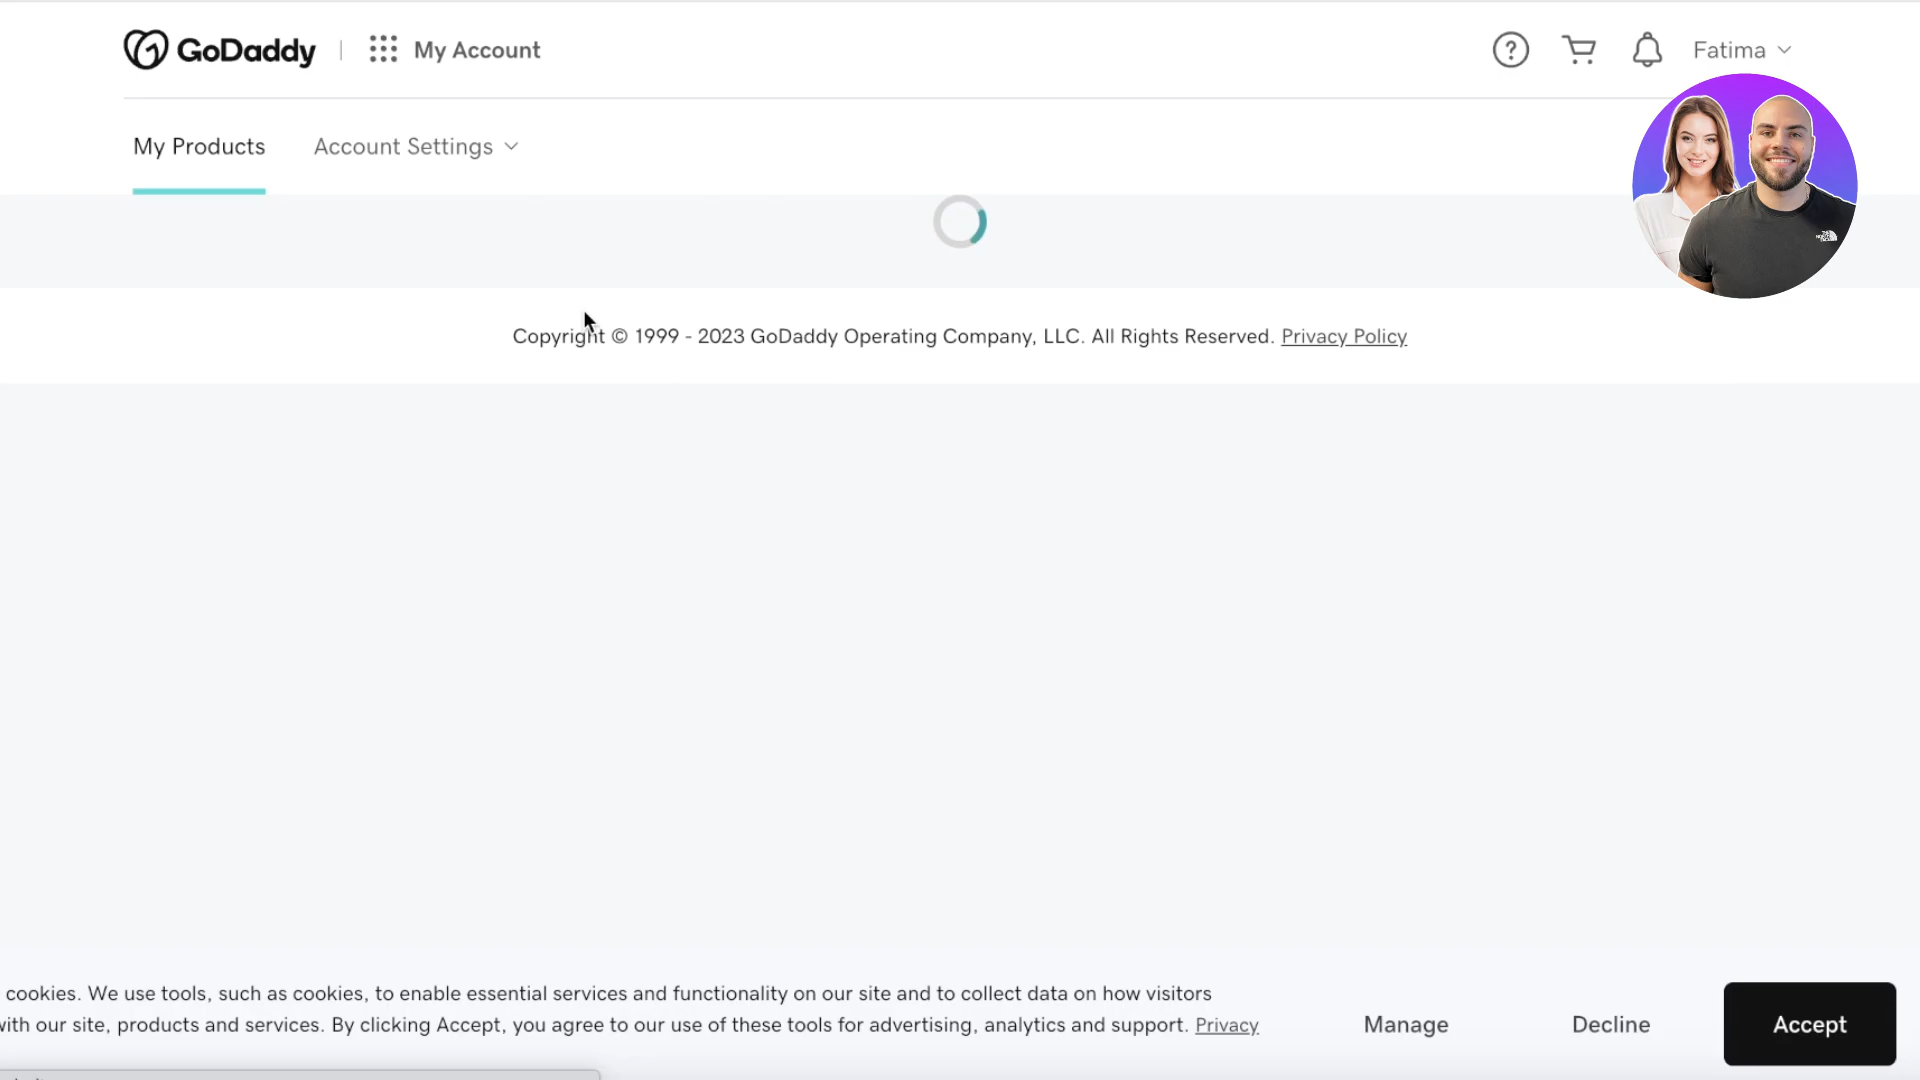 GoDaddy My Account Fatima
My Products Account Settings
THE NORTH FACE
Copyright © 1999 - 2023 GoDaddy Operating Company, LLC. All Rights Reserved. Privacy Policy
cookies. We use tools, such as cookies, to enable essential services and functionality on our site and to collect data on how visitors
with our site, products and services. By clicking Accept, you agree to our use of these tools for advertising, analytics and support. Privacy
Manage Decline Accept